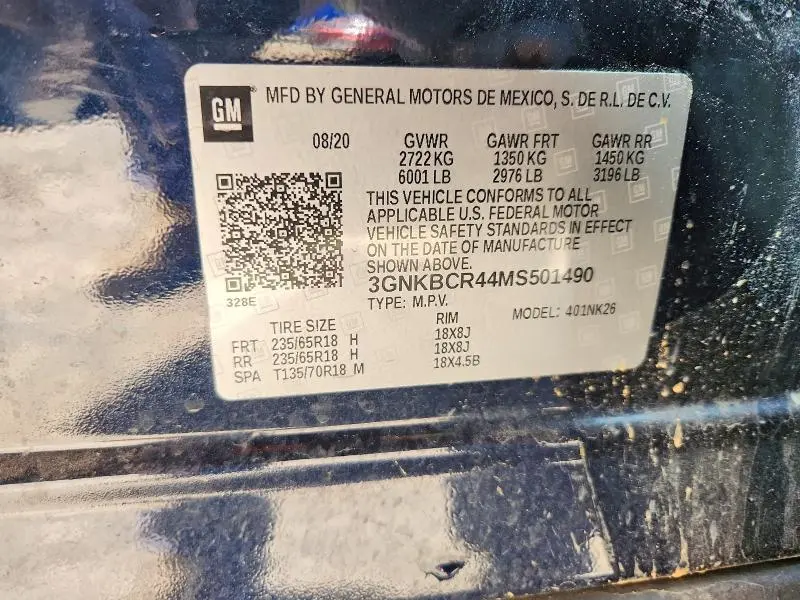 GM
MFD BY GENERAL MOTORS DE MEXICO, S. DE R.L. DE C.V.
08/20 GVWR GAWR FRT GAWR RR
2722 KG 1350 KG 1450 KG
6001 LB 2976 LB 3196 LB
THIS VEHICLE CONFORMS TO ALL
APPLICABLE U.S. FEDERAL MOTOR
VEHICLE SAFETY STANDARDS IN EFFECT
ON THE DATE OF MANUFACTURE
SHOWN ABOVE.
328E
3GNKBCR44MS501490
TYPE: M.P.V. MODEL: 401NK26
TIRE SIZE RIM
FRT 235/65R18 H 18X8J
RR 235/65R18 H 18X8J
SPA T135/70R18 M 18X4.5B